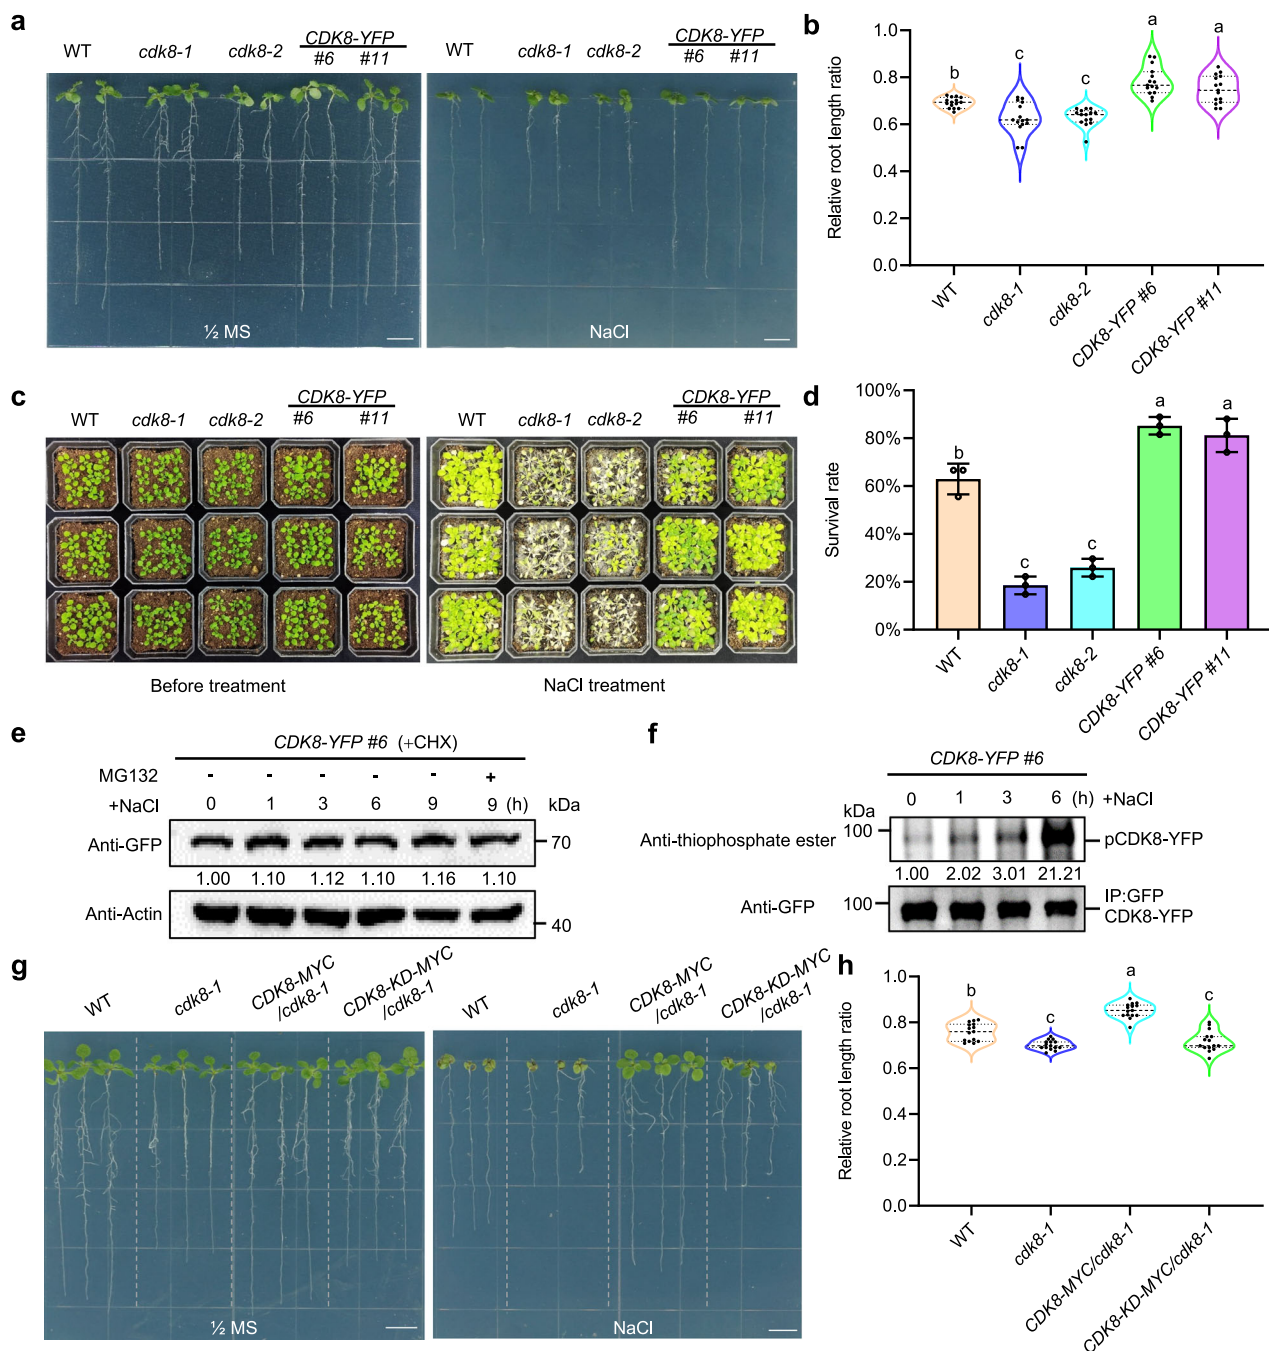 a
WT cdk8-1 cdk8-2 CDK8-YFP
#6 #11
½ MS
WT cdk8-1 cdk8-2 CDK8-YFP
#6 #11
NaCl
b
Relative root length ratio
1.0
0.8
0.6
0.4
0.2
0.0
b c c a a
WT cdk8-1 cdk8-2 CDK8-YFP #6 CDK8-YFP #11
c
WT cdk8-1 cdk8-2 CDK8-YFP
#6 #11
Before treatment
WT cdk8-1 cdk8-2 CDK8-YFP
#6 #11
NaCl treatment
d
Survival rate
100%
80%
60%
40%
20%
0%
b c c a a
WT cdk8-1 cdk8-2 CDK8-YFP #6 CDK8-YFP #11
e
CDK8-YFP #6 (+CHX)
MG132 - - - - - +
+NaCl 0 1 3 6 9 9 (h) kDa
Anti-GFP 70
1.00 1.10 1.12 1.10 1.16 1.10
Anti-Actin 40
f
CDK8-YFP #6
kDa 0 1 3 6 (h) +NaCl
Anti-thiophosphate ester 100 pCDK8-YFP
1.00 2.02 3.01 21.21
Anti-GFP 100 IP:GFP
CDK8-YFP
g
WT cdk8-1 CDK8-MYC
/cdk8-1 CDK8-KD-MYC
/cdk8-1
½ MS
WT cdk8-1 CDK8-MYC
/cdk8-1 CDK8-KD-MYC
/cdk8-1
NaCl
h
Relative root length ratio
1.0
0.8
0.6
0.4
0.2
0.0
b c a c
WT cdk8-1 CDK8-MYC/cdk8-1 CDK8-KD-MYC/cdk8-1